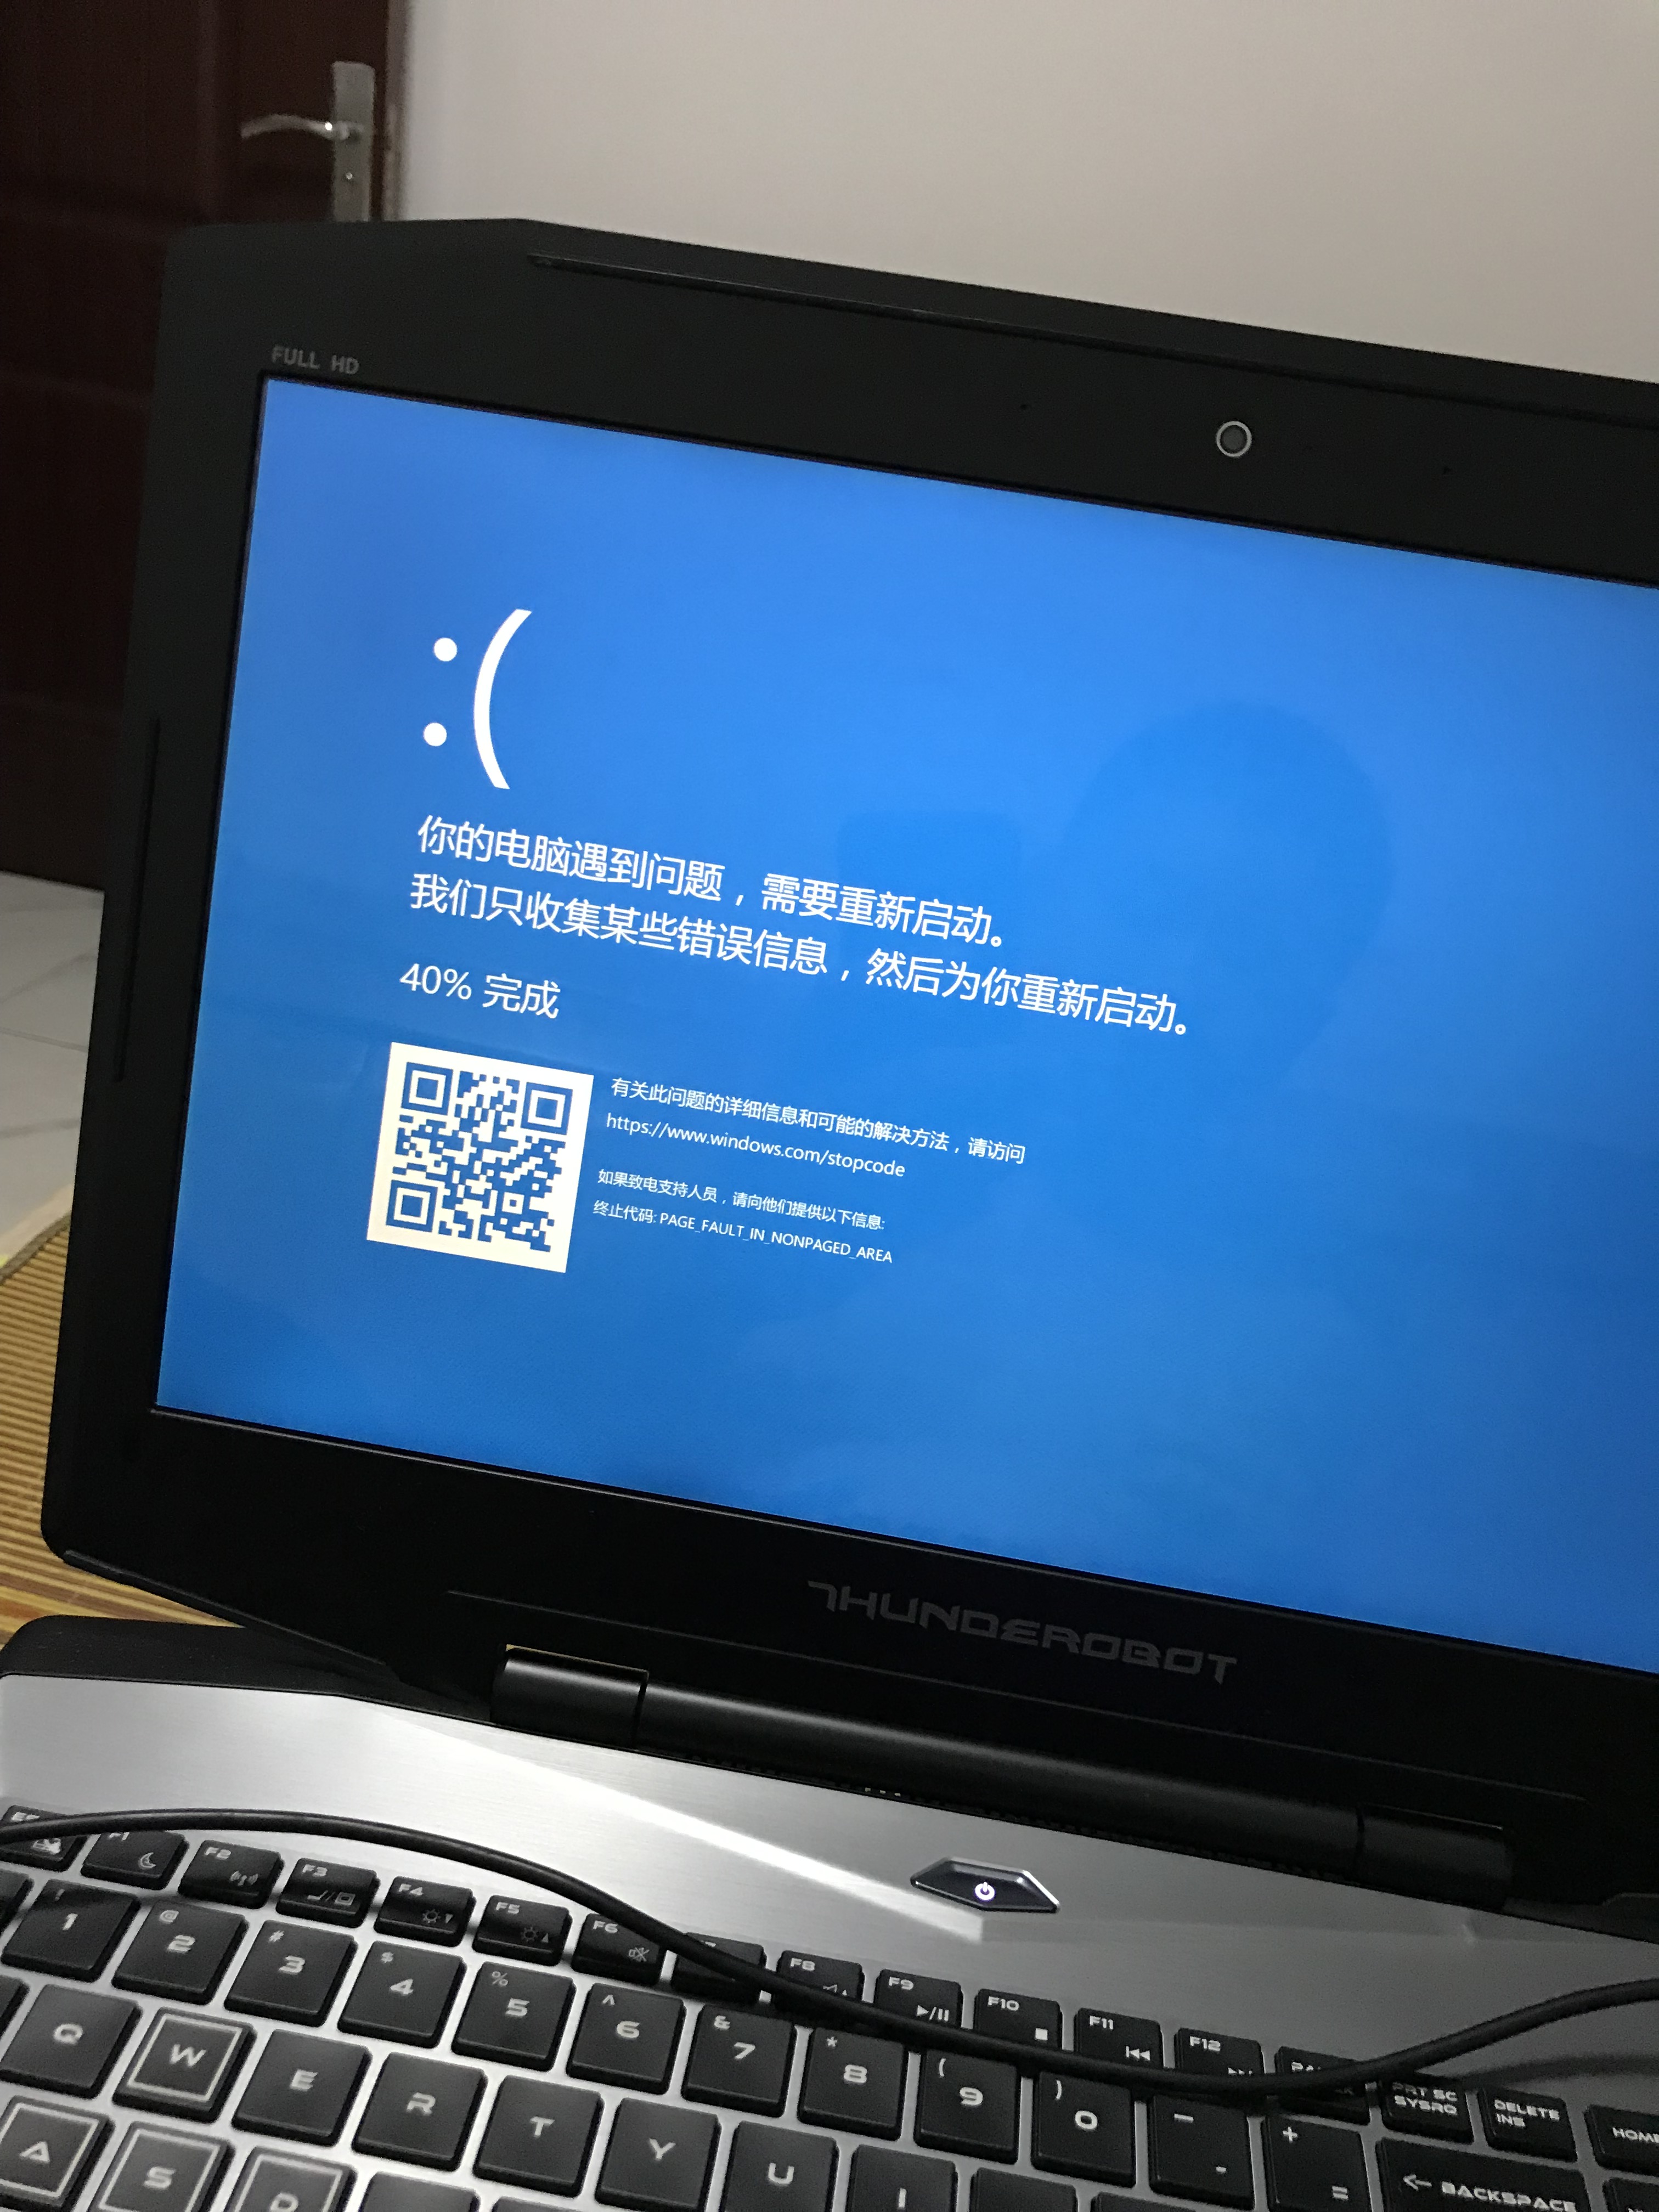 FULL HD
:(
你的电脑遇到问题，需要重新启动。
我们只收集某些错误信息，然后为你重新启动。
40% 完成
有关此问题的详细信息和可能的解决方法，请访问
https://www.windows.com/stopcode
如果致电支持人员，请向他们提供以下信息:
终止代码: PAGE_FAULT_IN_NONPAGED_AREA
THUNDEROBOT
F1 F2 F3 F4 F5 F6 F8 F9 F10 F11 F12 PRT SC SYSRQ DELETE INS HOME
! 1 @ 2 # 3 $ 4 % 5 ^ 6 & 7 * 8 ( 9 ) 0 - _ + = ← BACKSPACE
Q W E R T Y U I
A S D